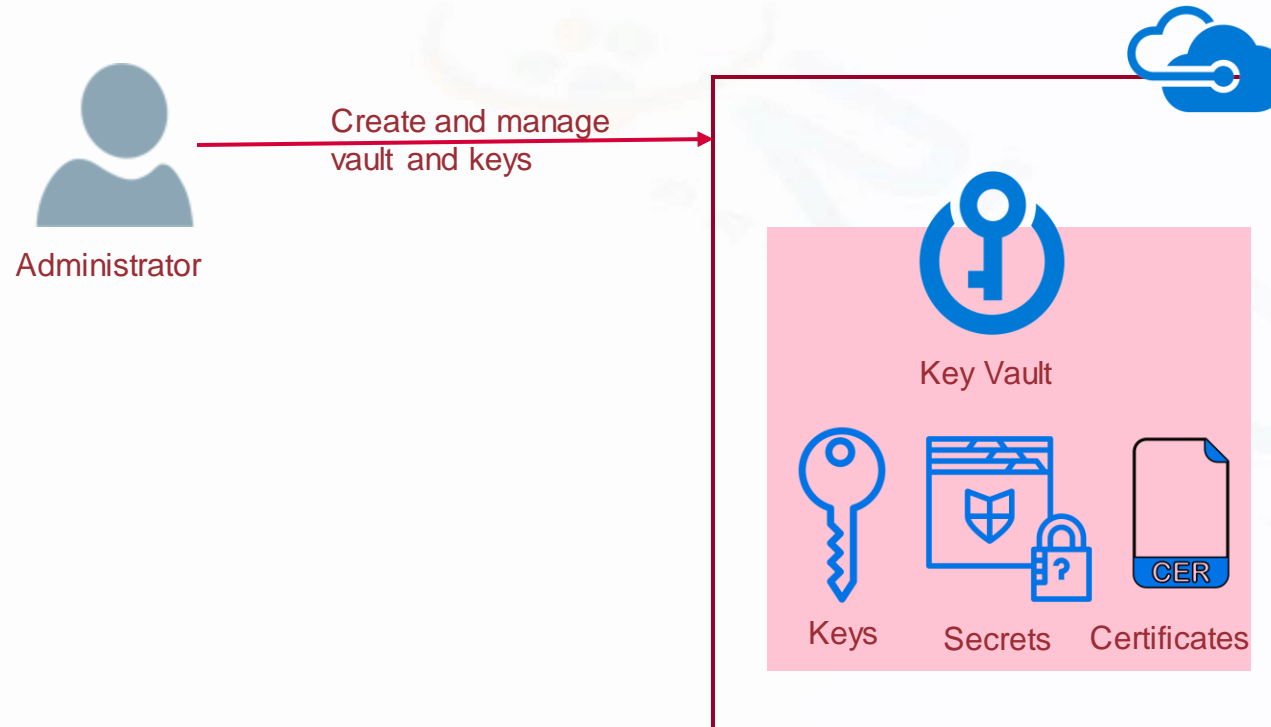 Create and manage
vault and keys
Administrator
Key Vault
CER
?
Keys
Secrets
Certificates